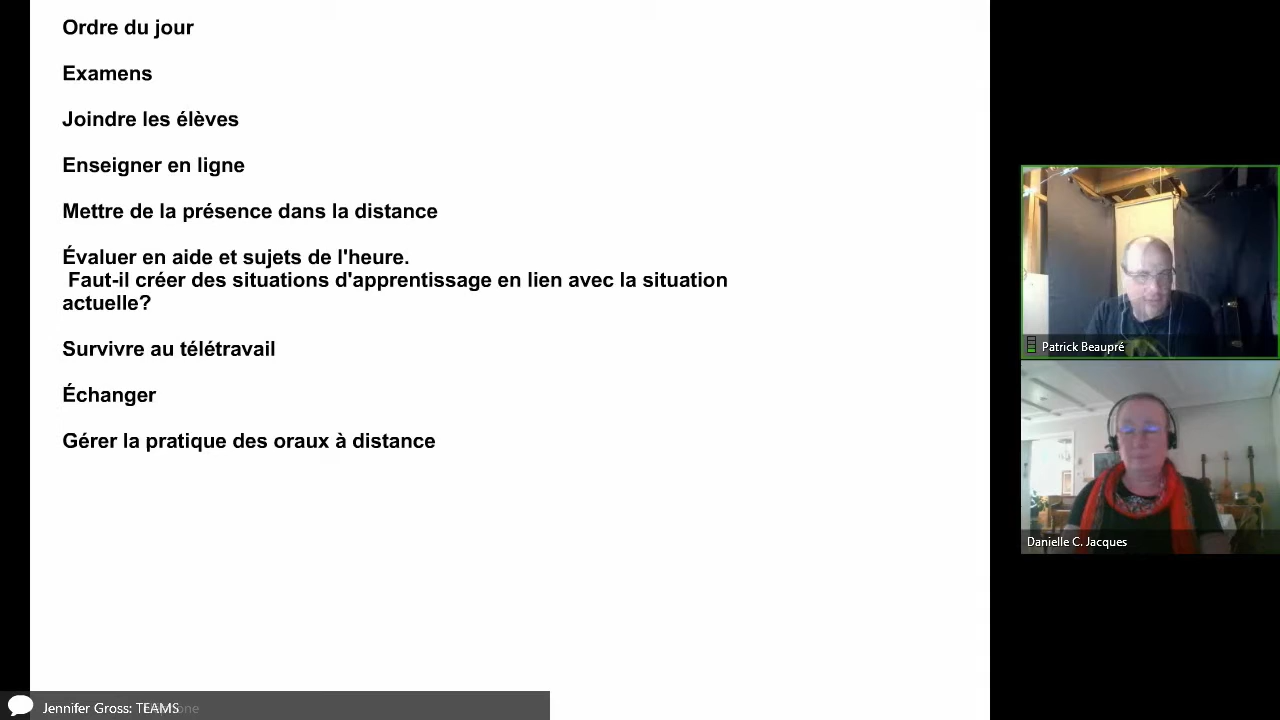 Ordre du jour
Examens
Joindre les élèves
Enseigner en ligne
Mettre de la présence dans la distance
Évaluer en aide et sujets de l'heure.
Faut-il créer des situations d'apprentissage en lien avec la situation
actuelle?
Survivre au télétravail
Échanger
Gérer la pratique des oraux à distance
Patrick Beaupré
Danielle C. Jacques
Jennifer Gross: TEAMS